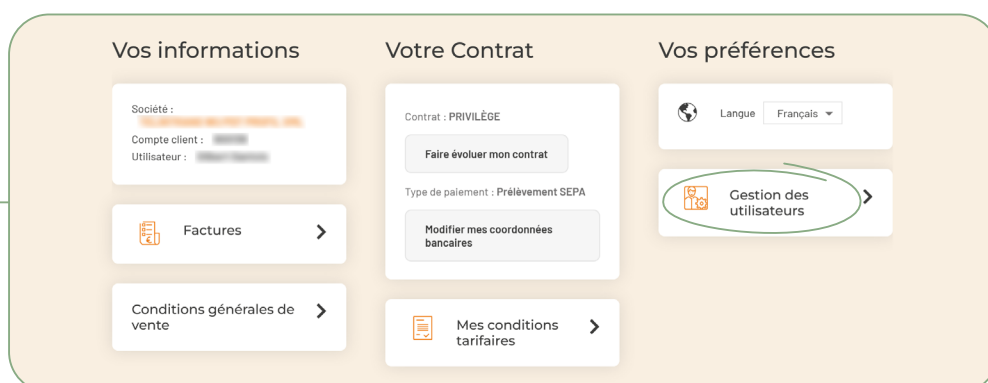 Vos informations
Société :
Compte client :
Utilisateur :
Factures
Conditions générales de
vente
Votre Contrat
Contrat : PRIVILÈGE
Faire évoluer mon contrat
Type de paiement : Prélèvement SEPA
Modifier mes coordonnées
bancaires
Mes conditions
tarifaires
Vos préférences
Langue Français
Gestion des
utilisateurs